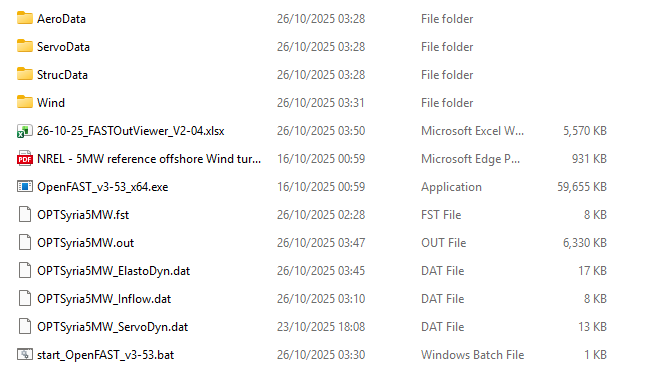 AeroData 26/10/2025 03:28 File folder
ServoData 26/10/2025 03:28 File folder
StrucData 26/10/2025 03:28 File folder
Wind 26/10/2025 03:31 File folder
26-10-25_FASTOutViewer_V2-04.xlsx 26/10/2025 03:50 Microsoft Excel W... 5,570 KB
PDF NREL - 5MW reference offshore Wind tur... 16/10/2025 00:59 Microsoft Edge P... 931 KB
OpenFAST_v3-53_x64.exe 16/10/2025 00:59 Application 59,655 KB
OPTSyria5MW.fst 26/10/2025 02:28 FST File 8 KB
OPTSyria5MW.out 26/10/2025 03:47 OUT File 6,330 KB
OPTSyria5MW_ElastoDyn.dat 26/10/2025 03:45 DAT File 17 KB
OPTSyria5MW_Inflow.dat 26/10/2025 03:10 DAT File 8 KB
OPTSyria5MW_ServoDyn.dat 23/10/2025 18:08 DAT File 13 KB
start_OpenFAST_v3-53.bat 26/10/2025 03:30 Windows Batch File 1 KB